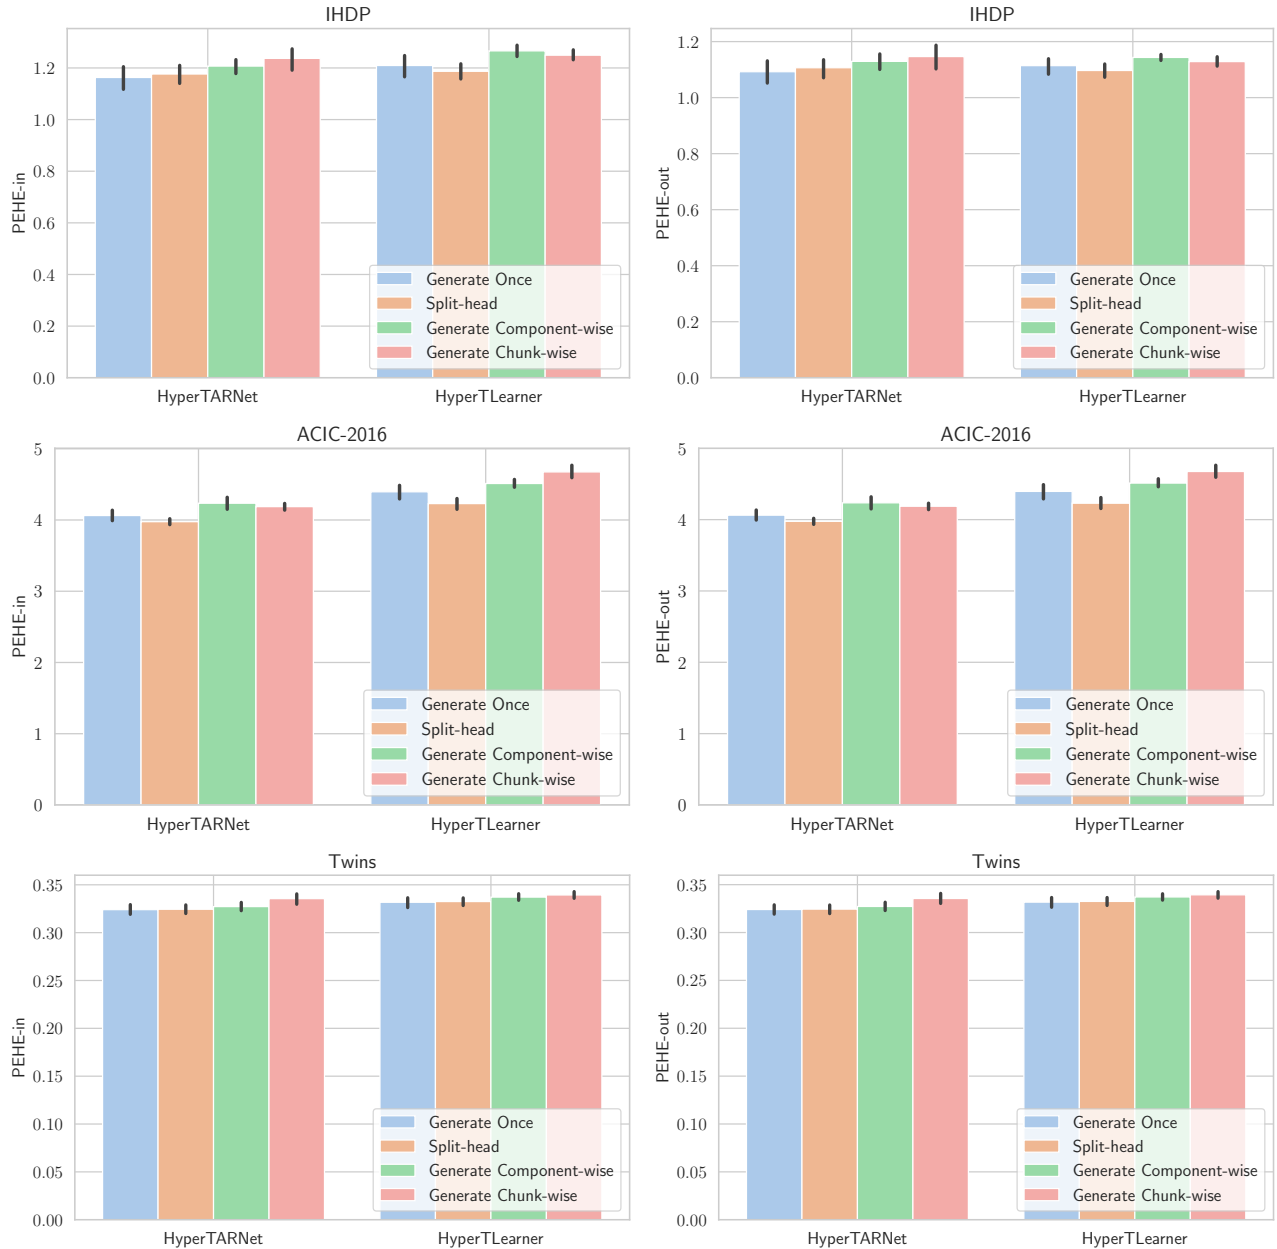 IHDP
PEHE-in
1.2
1.0
0.8
0.6
0.4
0.2
0.0
Generate Once
Split-head
Generate Component-wise
Generate Chunk-wise
HyperTARNet
HyperTLearner
IHDP
PEHE-out
1.2
1.0
0.8
0.6
0.4
0.2
0.0
Generate Once
Split-head
Generate Component-wise
Generate Chunk-wise
HyperTARNet
HyperTLearner
ACIC-2016
PEHE-in
5
4
3
2
1
0
Generate Once
Split-head
Generate Component-wise
Generate Chunk-wise
HyperTARNet
HyperTLearner
ACIC-2016
PEHE-out
5
4
3
2
1
0
Generate Once
Split-head
Generate Component-wise
Generate Chunk-wise
HyperTARNet
HyperTLearner
Twins
PEHE-in
0.35
0.30
0.25
0.20
0.15
0.10
0.05
0.00
Generate Once
Split-head
Generate Component-wise
Generate Chunk-wise
HyperTARNet
HyperTLearner
Twins
PEHE-out
0.35
0.30
0.25
0.20
0.15
0.10
0.05
0.00
Generate Once
Split-head
Generate Component-wise
Generate Chunk-wise
HyperTARNet
HyperTLearner